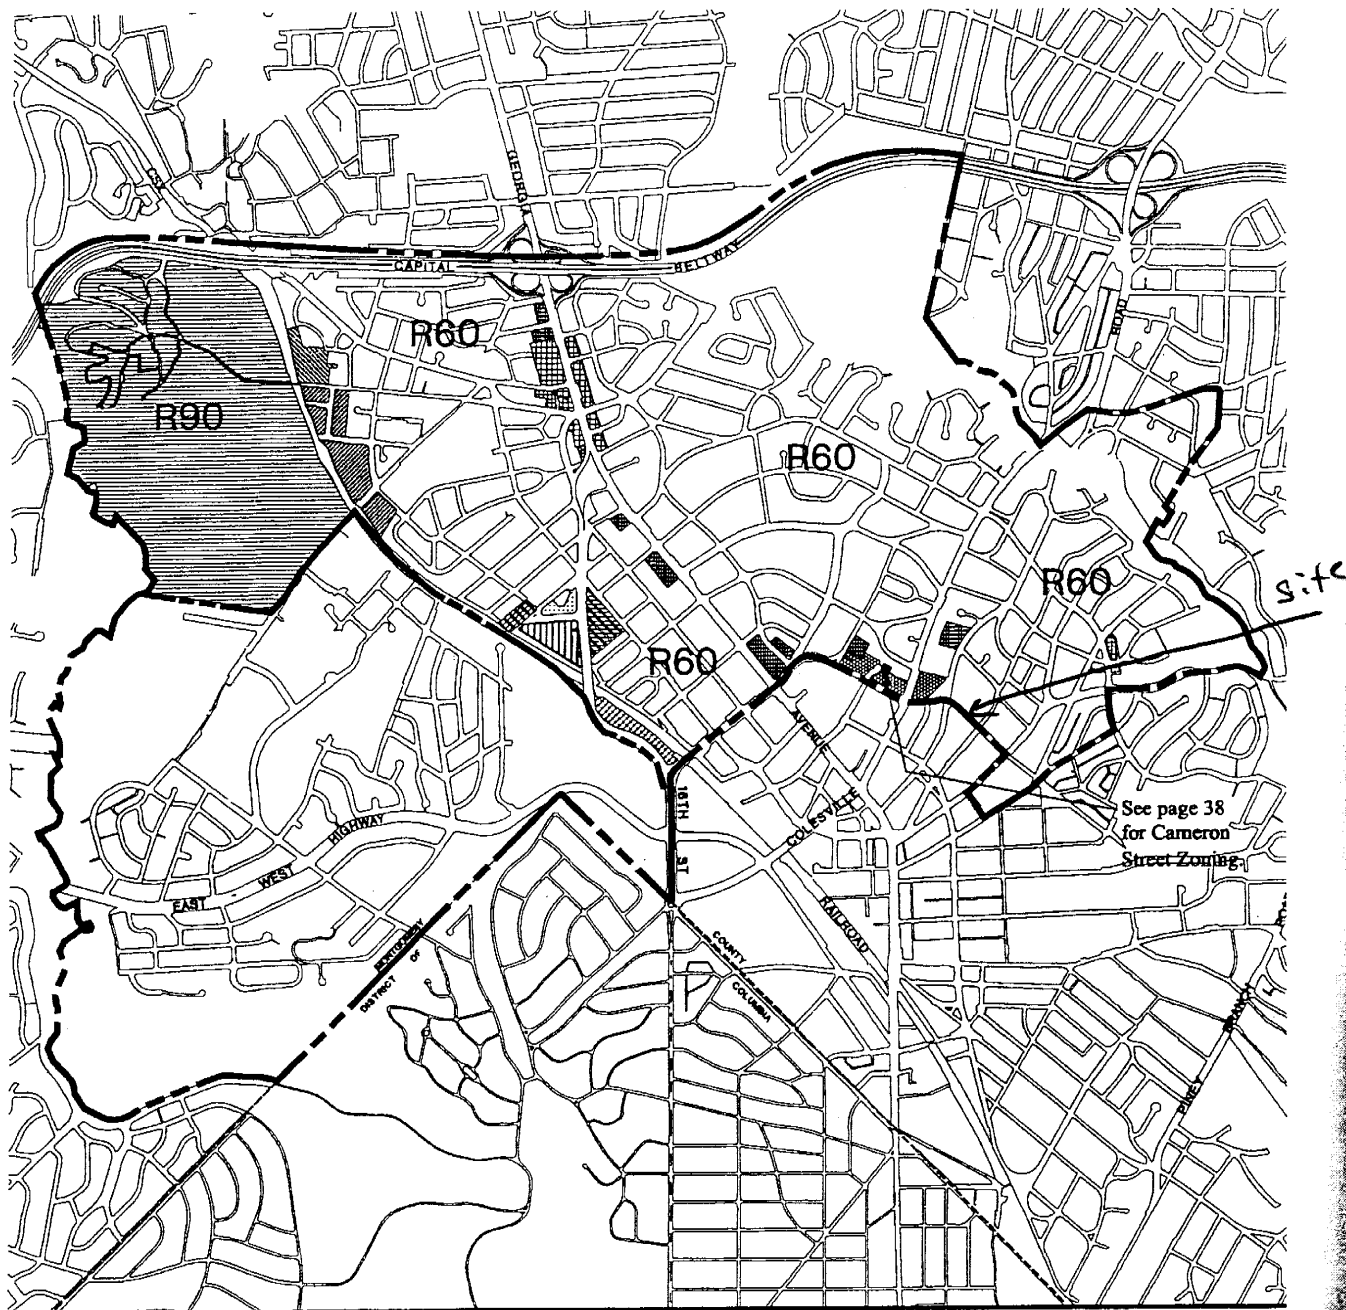 GEORGIA
CSX
CAPITAL
BELTWAY
ROAD
R60
R90
R60
R60
site
R60
AVENUE
16TH ST
COLESVILLE
See page 38
for Cameron
Street Zoning.
HIGHWAY
WEST
EAST
RAILROAD
MONTGOMERY
COUNTY
DISTRICT OF
COLUMBIA
BRANCH
PINEY